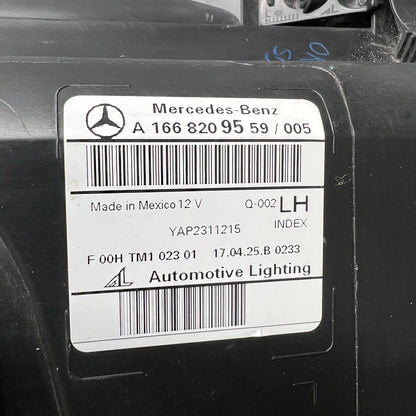 Mercedes-Benz
A 166 820 95 59 / 005
Made in Mexico 12 V Q-002 LH
YAP2311215 INDEX
F 00H TM1 023 01 17.04.25.B 0233
AL Automotive Lighting